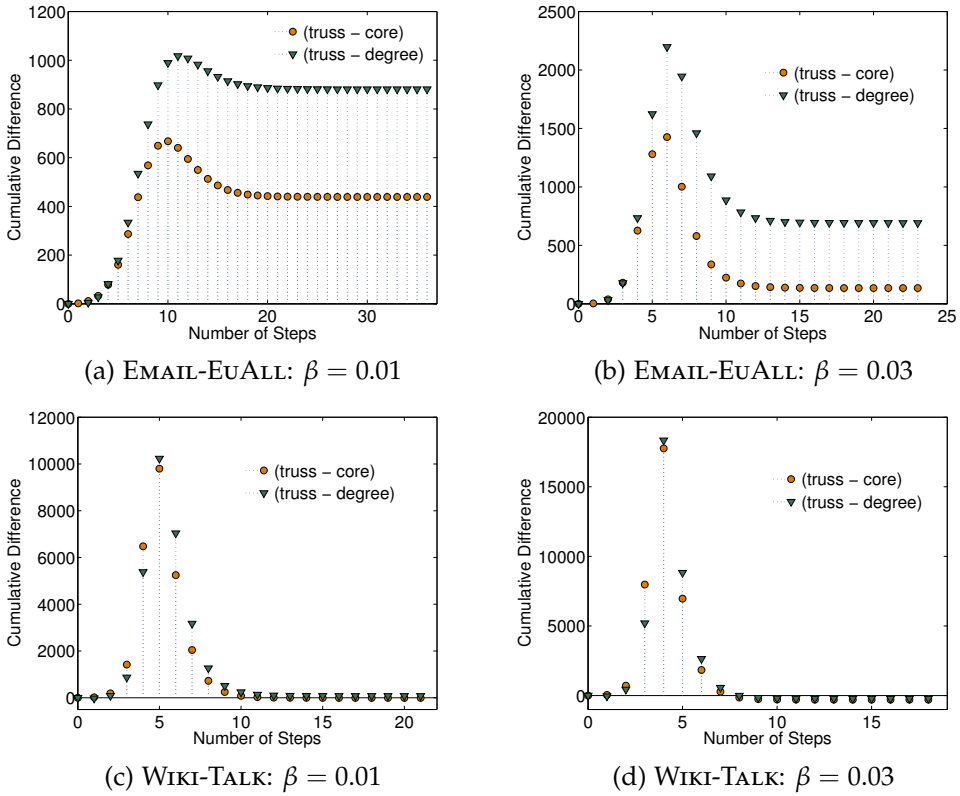 1200
1000
800
600
400
200
0
Cumulative Difference
(truss − core)
(truss − degree)
0 10 20 30
Number of Steps
(a) Email-EuAll: β = 0.01
2500
2000
1500
1000
500
0
Cumulative Difference
(truss − core)
(truss − degree)
0 5 10 15 20 25
Number of Steps
(b) Email-EuAll: β = 0.03
12000
10000
8000
6000
4000
2000
0
Cumulative Difference
(truss − core)
(truss − degree)
0 5 10 15 20
Number of Steps
(c) Wiki-Talk: β = 0.01
20000
15000
10000
5000
0
Cumulative Difference
(truss − core)
(truss − degree)
0 5 10 15
Number of Steps
(d) Wiki-Talk: β = 0.03